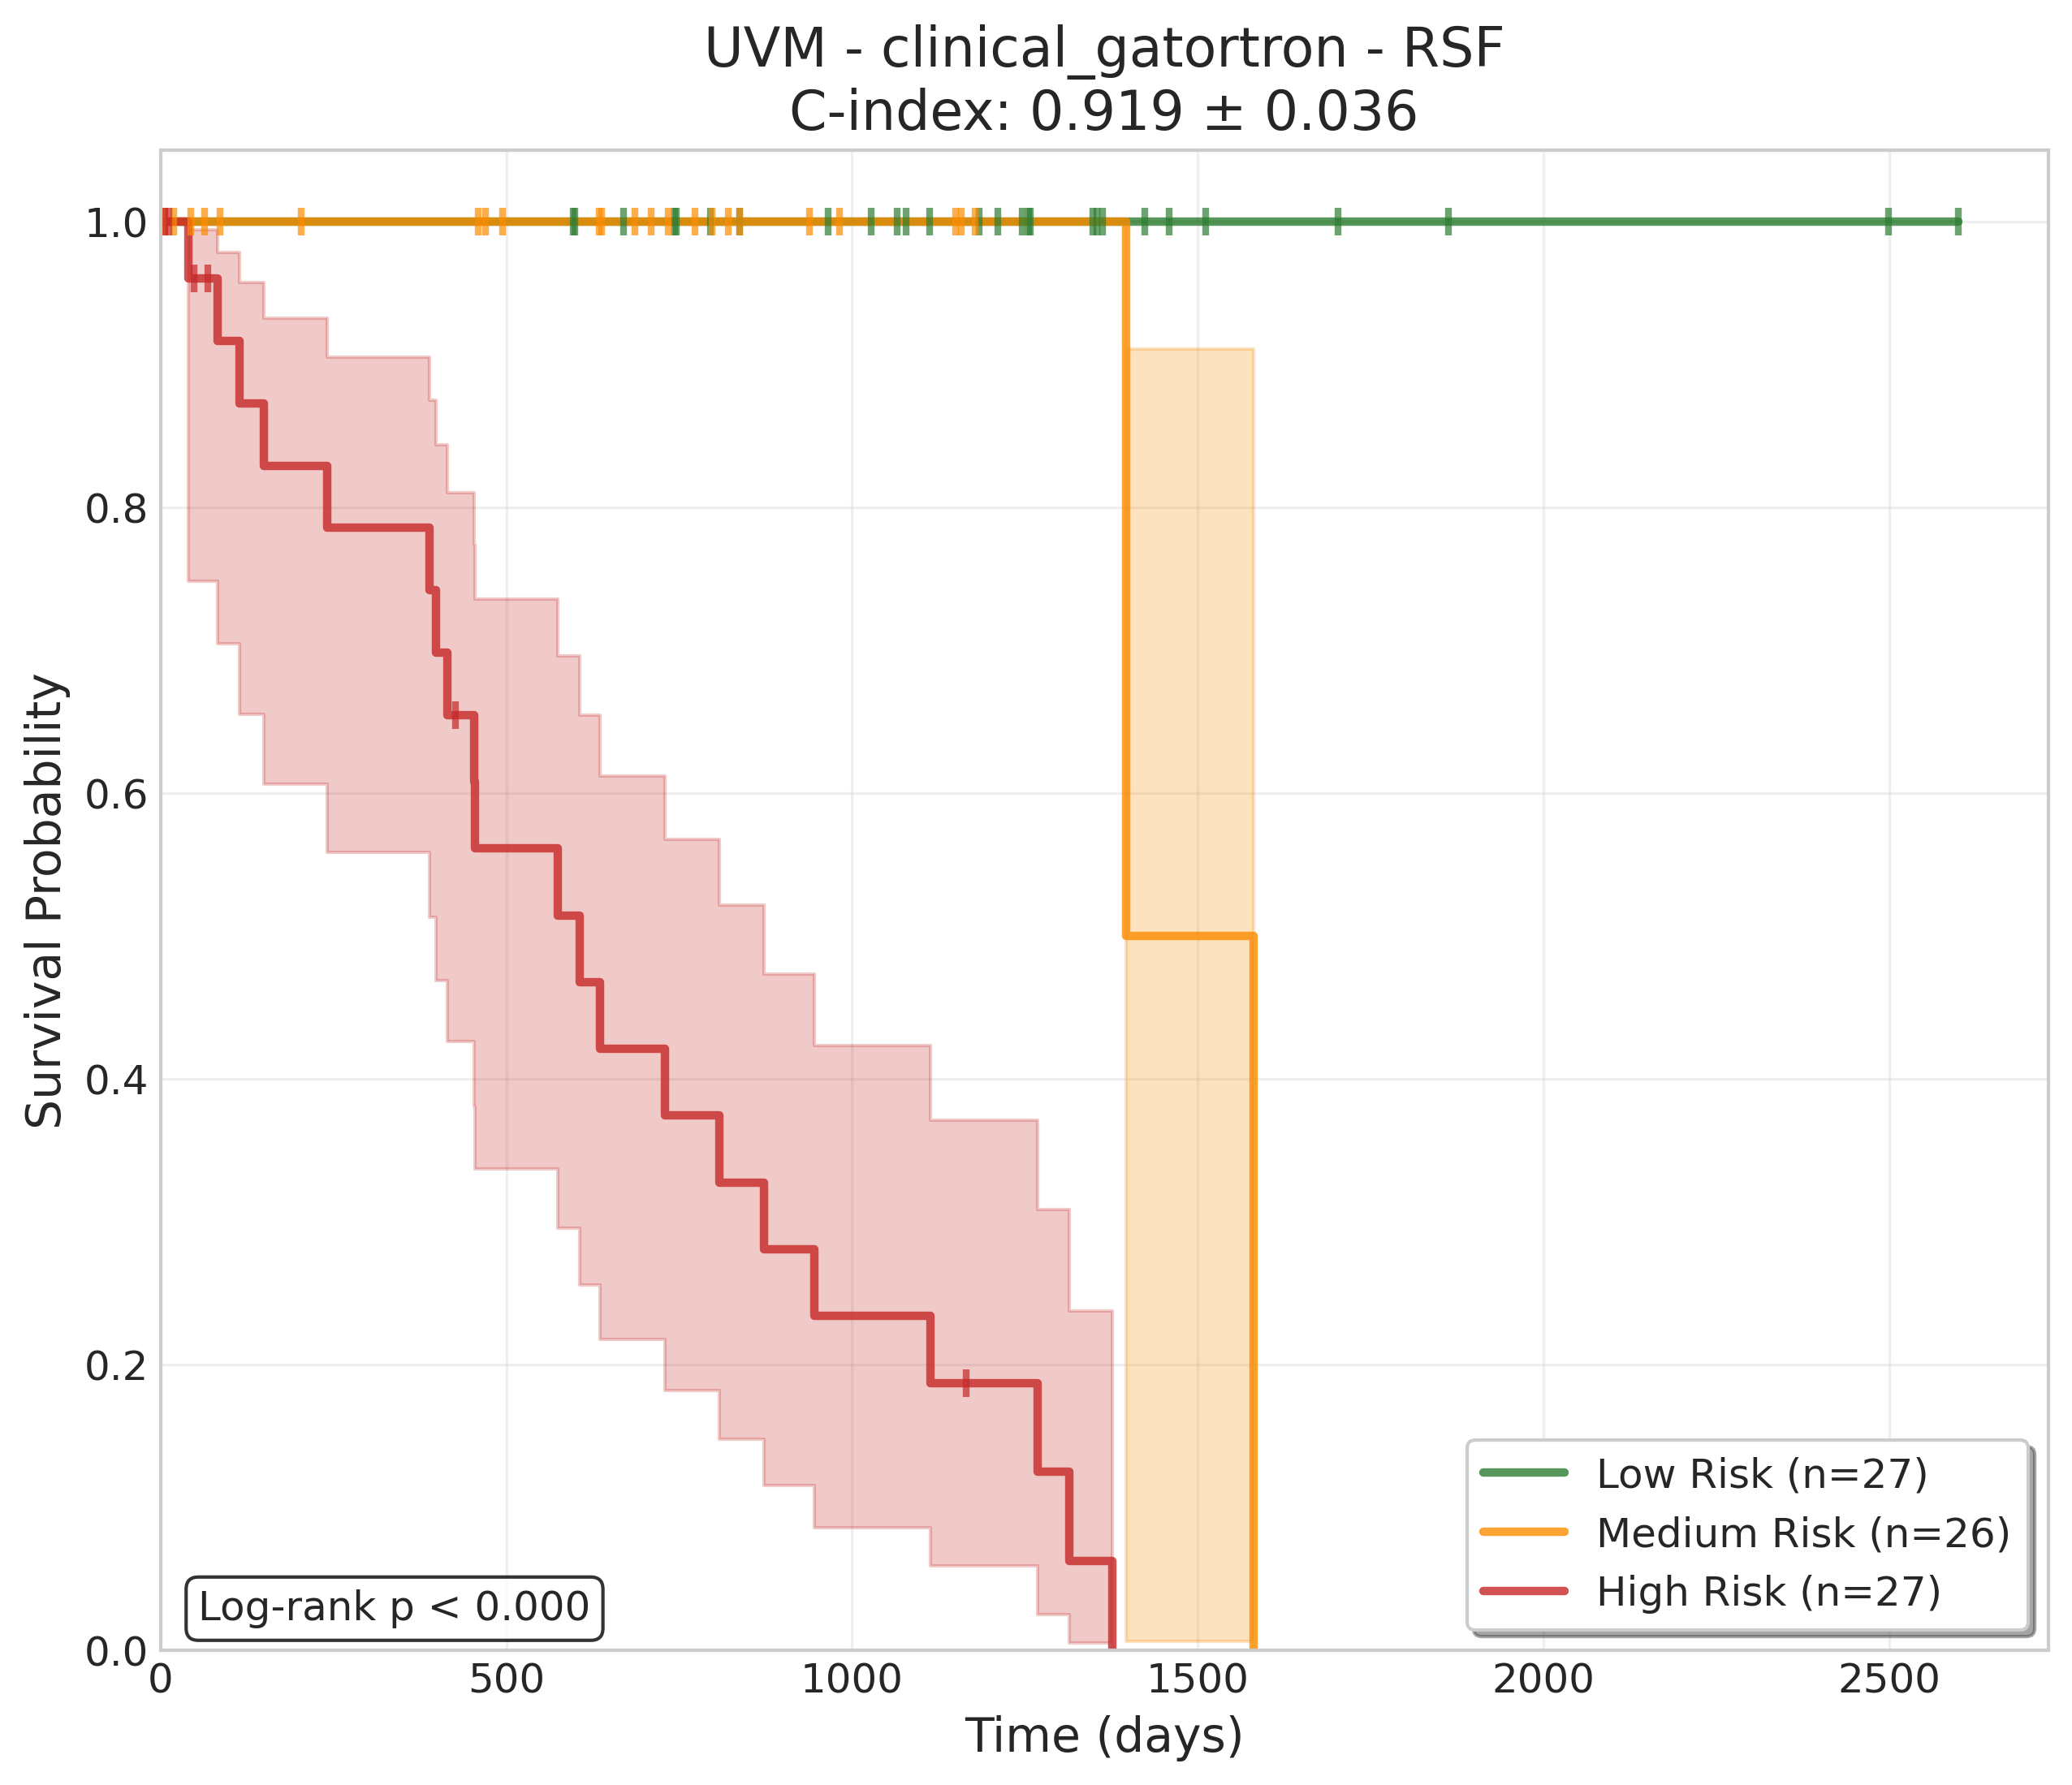 UVM - clinical_gatortron - RSF
C-index: 0.919 ± 0.036
Survival Probability
1.0
0.8
0.6
0.4
0.2
0.0
0
500
1000
1500
2000
2500
Time (days)
Log-rank p < 0.000
Low Risk (n=27)
Medium Risk (n=26)
High Risk (n=27)